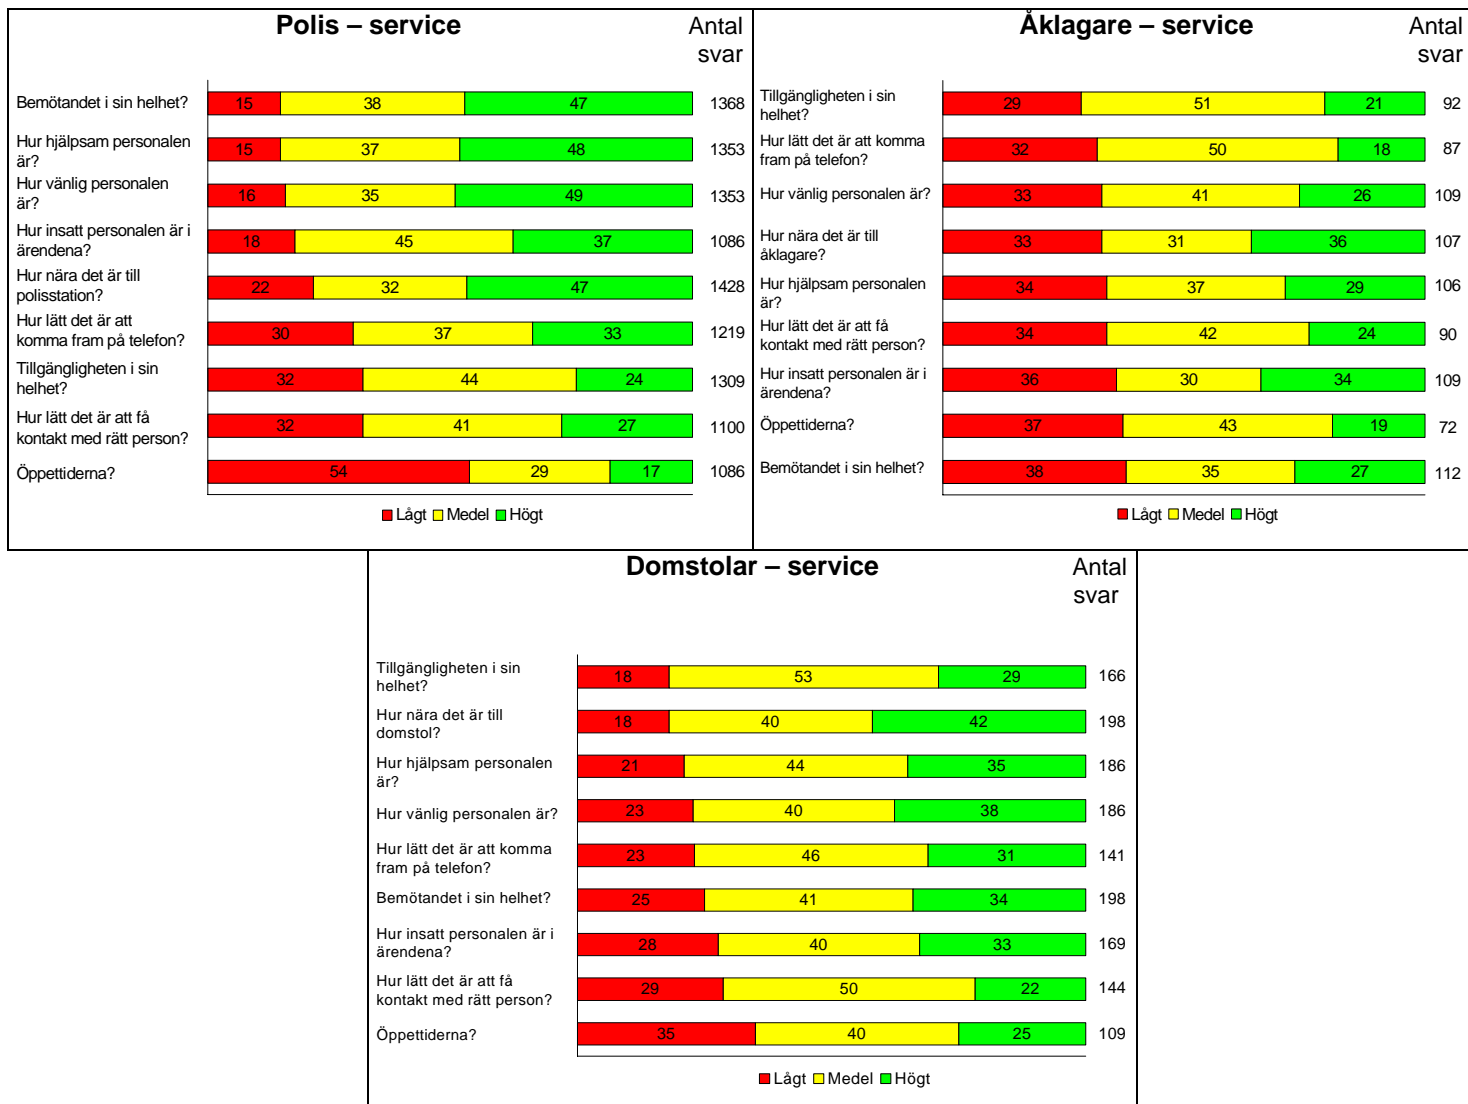 Polis – service
Antal
svar
Bemötandet i sin helhet?
15 38 47 1368
Hur hjälpsam personalen
är?
15 37 48 1353
Hur vänlig personalen
är?
16 35 49 1353
Hur insatt personalen är i
ärendena?
18 45 37 1086
Hur nära det är till
polisstation?
22 32 47 1428
Hur lätt det är att
komma fram på telefon?
30 37 33 1219
Tillgängligheten i sin
helhet?
32 44 24 1309
Hur lätt det är att få
kontakt med rätt person?
32 41 27 1100
Öppettiderna?
54 29 17 1086
Lågt Medel Högt
Åklagare – service
Antal
svar
Tillgängligheten i sin
helhet?
29 51 21 92
Hur lätt det är att komma
fram på telefon?
32 50 18 87
Hur vänlig personalen är?
33 41 26 109
Hur nära det är till
åklagare?
33 31 36 107
Hur hjälpsam personalen
är?
34 37 29 106
Hur lätt det är att få
kontakt med rätt person?
34 42 24 90
Hur insatt personalen är i
ärendena?
36 30 34 109
Öppettiderna?
37 43 19 72
Bemötandet i sin helhet?
38 35 27 112
Lågt Medel Högt
Domstolar – service
Antal
svar
Tillgängligheten i sin
helhet?
18 53 29 166
Hur nära det är till
domstol?
18 40 42 198
Hur hjälpsam personalen
är?
21 44 35 186
Hur vänlig personalen är?
23 40 38 186
Hur lätt det är att komma
fram på telefon?
23 46 31 141
Bemötandet i sin helhet?
25 41 34 198
Hur insatt personalen är i
ärendena?
28 40 33 169
Hur lätt det är att få
kontakt med rätt person?
29 50 22 144
Öppettiderna?
35 40 25 109
Lågt Medel Högt